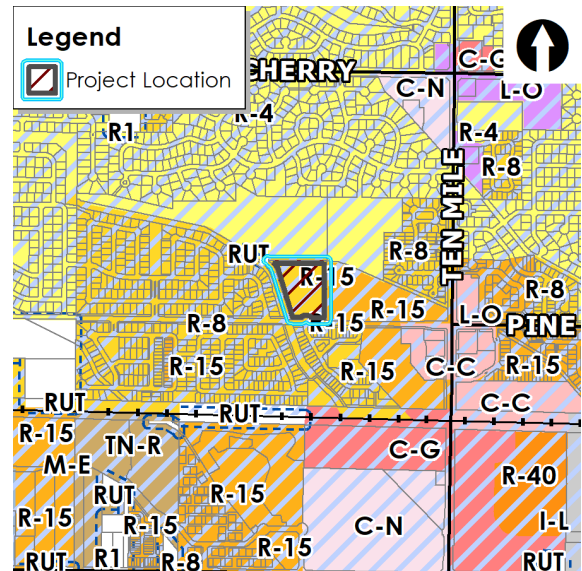 Legend
Project Location
CHERRY
C-G
C-N
L-O
R1
R-4
R-4
R-8
TEN MILE
RUT
R-8
R-15
R-8
R-15
R-8
R-15
L-O
PINE
R-15
R-15
C-C
R-15
RUT
RUT
C-C
R-15
TN-R
C-G
M-E
R-40
RUT
R-15
R-15
R-15
C-N
I-L
R1
R-8
R-15
RUT
RUT